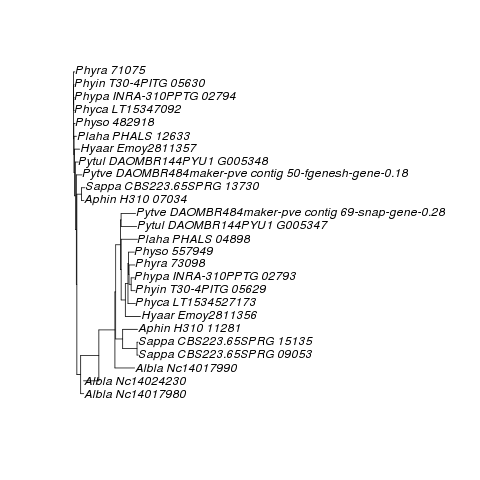 Phyra 71075
Phyin T30-4PITG 05630
Phypa INRA-310PPTG 02794
Phyca LT15347092
Physo 482918
Plaha PHALS 12633
Hyaar Emoy2811357
Pytul DAOMBR144PYU1 G005348
Pytve DAOMBR484maker-pve contig 50-fgenesh-gene-0.18
Sappa CBS223.65SPRG 13730
Aphin H310 07034
Pytve DAOMBR484maker-pve contig 69-snap-gene-0.28
Pytul DAOMBR144PYU1 G005347
Plaha PHALS 04898
Physo 557949
Phyra 73098
Phypa INRA-310PPTG 02793
Phyin T30-4PITG 05629
Phyca LT1534527173
Hyaar Emoy2811356
Aphin H310 11281
Sappa CBS223.65SPRG 15135
Sappa CBS223.65SPRG 09053
Albla Nc14017990
Albla Nc14024230
Albla Nc14017980